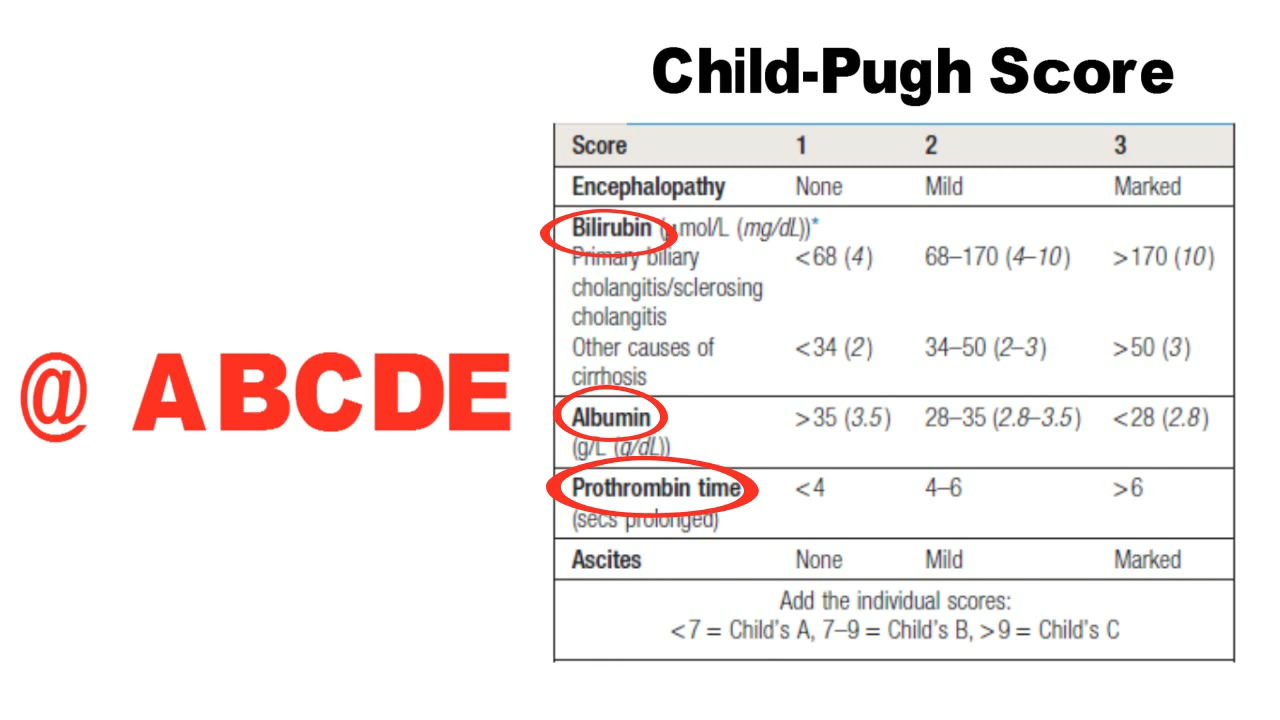 Child-Pugh Score
@ ABCDE
Score 1 2 3
Encephalopathy None Mild Marked
Bilirubin (μmol/L (mg/dL))*
Primary biliary <68 (4) 68–170 (4–10) >170 (10)
cholangitis/sclerosing
cholangitis
Other causes of <34 (2) 34–50 (2–3) >50 (3)
cirrhosis
Albumin >35 (3.5) 28–35 (2.8–3.5) <28 (2.8)
(g/L (g/dL))
Prothrombin time <4 4–6 >6
(secs prolonged)
Ascites None Mild Marked
Add the individual scores:
<7 = Child's A, 7–9 = Child's B, >9 = Child's C